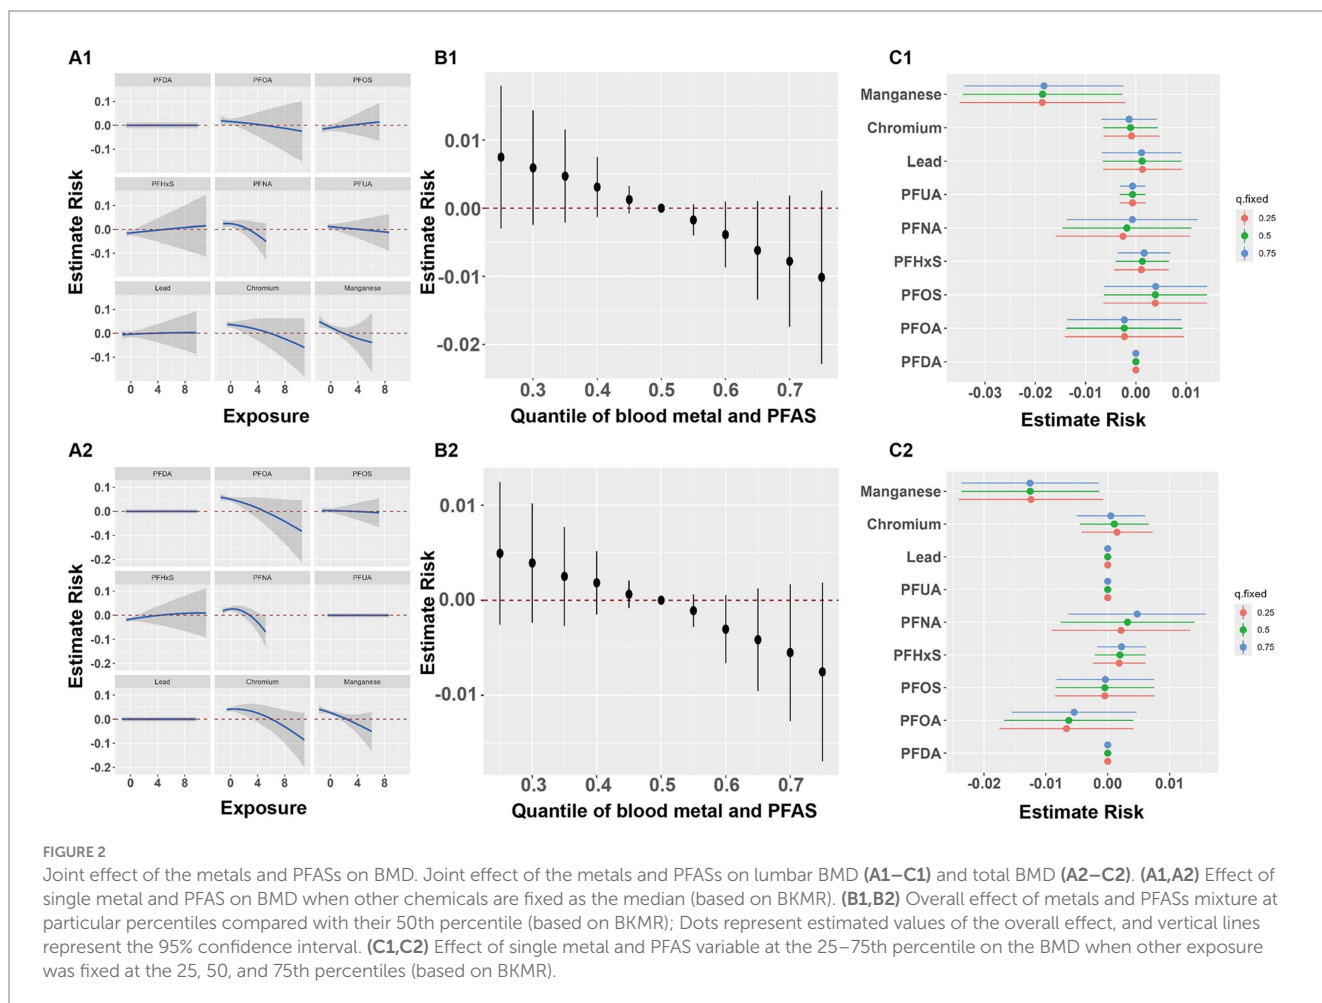 A1
PFDA PFOA PFOS
0.1
0.0
-0.1
PFHxS PFNA PFUA
0.1
0.0
-0.1
Lead Chromium Manganese
0.1
0.0
-0.1
0 4 8 0 4 8 0 4 8
Estimate Risk
Exposure
B1
0.01
0.00
-0.01
-0.02
0.3 0.4 0.5 0.6 0.7
Estimate Risk
Quantile of blood metal and PFAS
C1
Manganese
Chromium
Lead
PFUA
PFNA
PFHxS
PFOS
PFOA
PFDA
-0.03 -0.02 -0.01 0.00 0.01
Estimate Risk
q.fixed
0.25
0.5
0.75
A2
PFDA PFOA PFOS
0.1
0.0
-0.1
-0.2
PFHxS PFNA PFUA
0.1
0.0
-0.1
-0.2
Lead Chromium Manganese
0.1
0.0
-0.1
-0.2
0 4 8 0 4 8 0 4 8
Estimate Risk
Exposure
B2
0.01
0.00
-0.01
0.3 0.4 0.5 0.6 0.7
Estimate Risk
Quantile of blood metal and PFAS
C2
Manganese
Chromium
Lead
PFUA
PFNA
PFHxS
PFOS
PFOA
PFDA
-0.02 -0.01 0.00 0.01
Estimate Risk
q.fixed
0.25
0.5
0.75
FIGURE 2
Joint effect of the metals and PFASs on BMD. Joint effect of the metals and PFASs on lumbar BMD (A1–C1) and total BMD (A2–C2). (A1,A2) Effect of
single metal and PFAS on BMD when other chemicals are fixed as the median (based on BKMR). (B1,B2) Overall effect of metals and PFASs mixture at
particular percentiles compared with their 50th percentile (based on BKMR); Dots represent estimated values of the overall effect, and vertical lines
represent the 95% confidence interval. (C1,C2) Effect of single metal and PFAS variable at the 25–75th percentile on the BMD when other exposure
was fixed at the 25, 50, and 75th percentiles (based on BKMR).